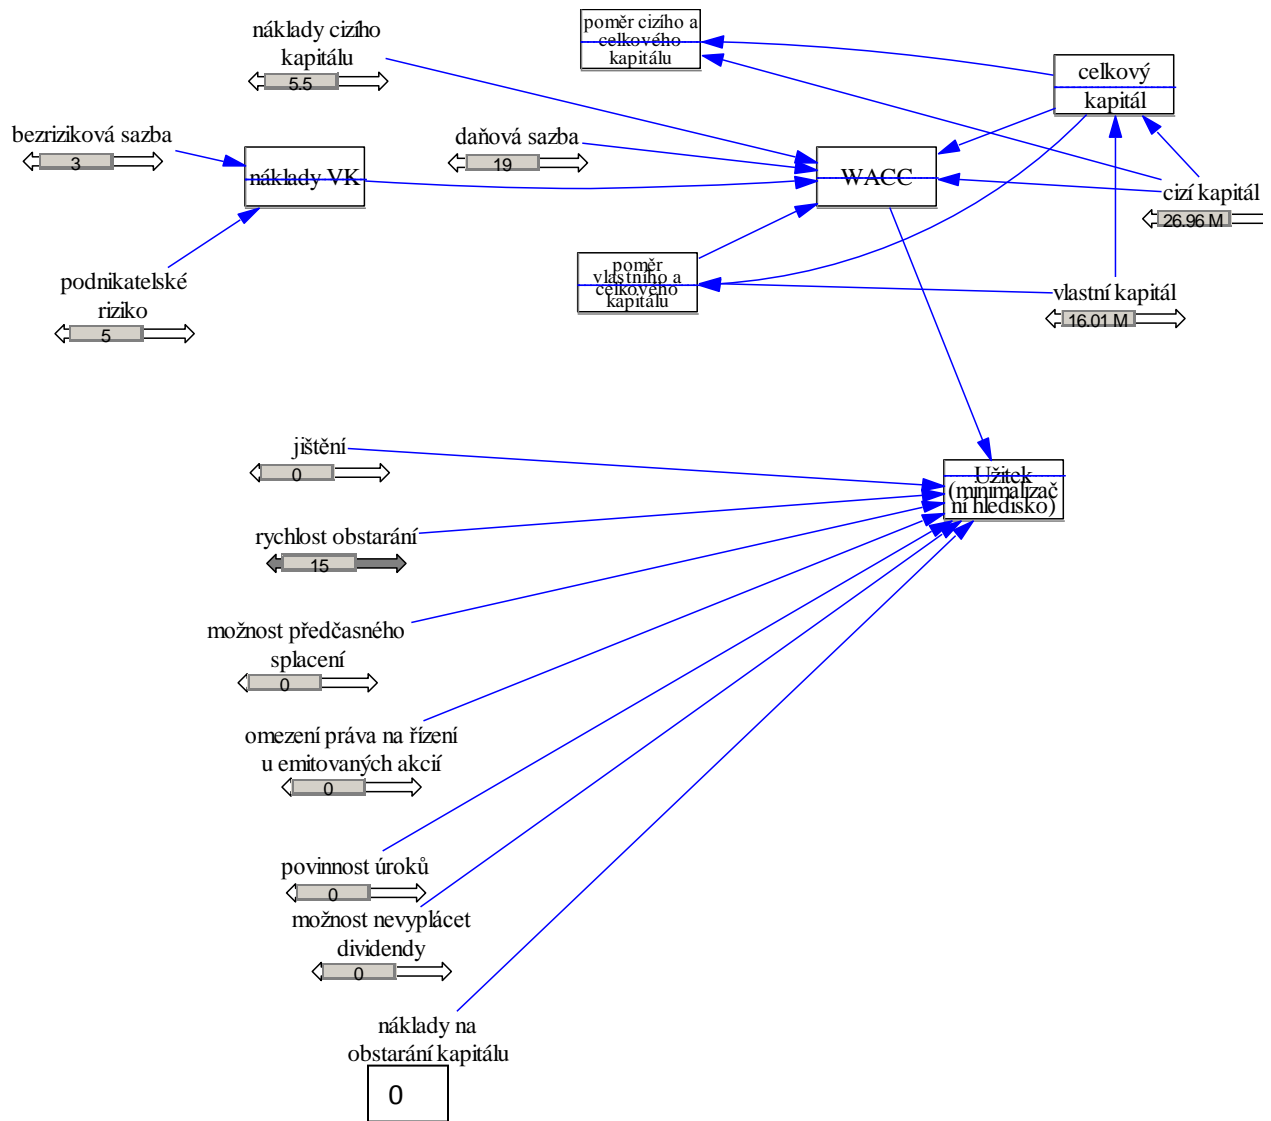 poměr cizího a
celkového
kapitálu
náklady cizího
kapitálu
5.5
celkový
kapitál
bezriziková sazba
3
daňová sazba
19
náklady VK
WACC
cizí kapitál
26.96 M
podnikatelské
riziko
5
poměr
vlastního a
celkového
kapitálu
vlastní kapitál
16.01 M
jištění
0
Užitek
(minimalizač
ní hledisko)
rychlost obstarání
15
možnost předčasného
splacení
0
omezení práva na řízení
u emitovaných akcií
0
povinnost úroků
0
možnost nevyplácet
dividendy
0
náklady na
obstarání kapitálu
0